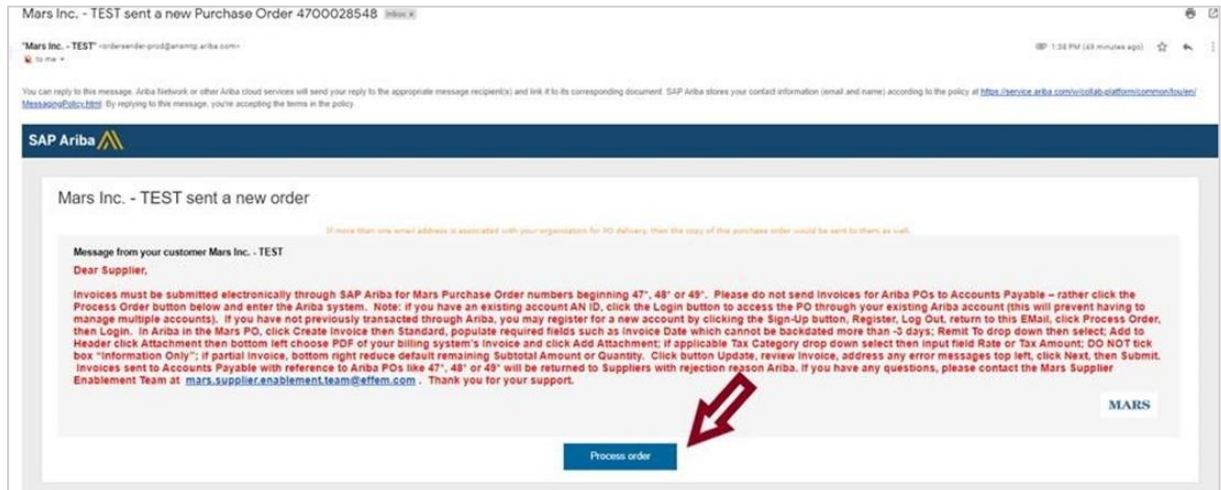 Mars Inc. - TEST sent a new Purchase Order 4700028548 Inbox x
"Mars Inc. - TEST" <ordersender-prod@ansmtp.ariba.com>
1:38 PM (49 minutes ago)
to me
You can reply to this message. Ariba Network or other Ariba cloud services will send your reply to the appropriate message recipient(s) and link it to its corresponding document. SAP Ariba stores your contact information (email and name) according to the policy at https://service.ariba.com/w/collab-platform/common/tou/en/
MessagingPolicy.html. By replying to this message, you're accepting the terms in the policy.
SAP Ariba
Mars Inc. - TEST sent a new order
If more than one email address is associated with your organization for PO delivery, then the copy of this purchase order would be sent to them as well.
Message from your customer Mars Inc. - TEST
Dear Supplier,
Invoices must be submitted electronically through SAP Ariba for Mars Purchase Order numbers beginning 47*, 48* or 49*. Please do not send Invoices for Ariba POs to Accounts Payable – rather click the
Process Order button below and enter the Ariba system. Note: if you have an existing account AN ID, click the Login button to access the PO through your existing Ariba account (this will prevent having to
manage multiple accounts). If you have not previously transacted through Ariba, you may register for a new account by clicking the Sign-Up button, Register, Log Out, return to this EMail, click Process Order,
then Login. In Ariba in the Mars PO, click Create Invoice then Standard, populate required fields such as Invoice Date which cannot be backdated more than -3 days; Remit To drop down then select; Add to
Header click Attachment then bottom left choose PDF of your billing system's Invoice and click Add Attachment; if applicable Tax Category drop down select then input field Rate or Tax Amount; DO NOT tick
box "Information Only"; if partial Invoice, bottom right reduce default remaining Subtotal Amount or Quantity. Click button Update, review Invoice, address any error messages top left, click Next, then Submit.
Invoices sent to Accounts Payable with reference to Ariba POs like 47*, 48* or 49* will be returned to Suppliers with rejection reason Ariba. If you have any questions, please contact the Mars Supplier
Enablement Team at mars.supplier.enablement.team@effem.com . Thank you for your support.
MARS
Process order